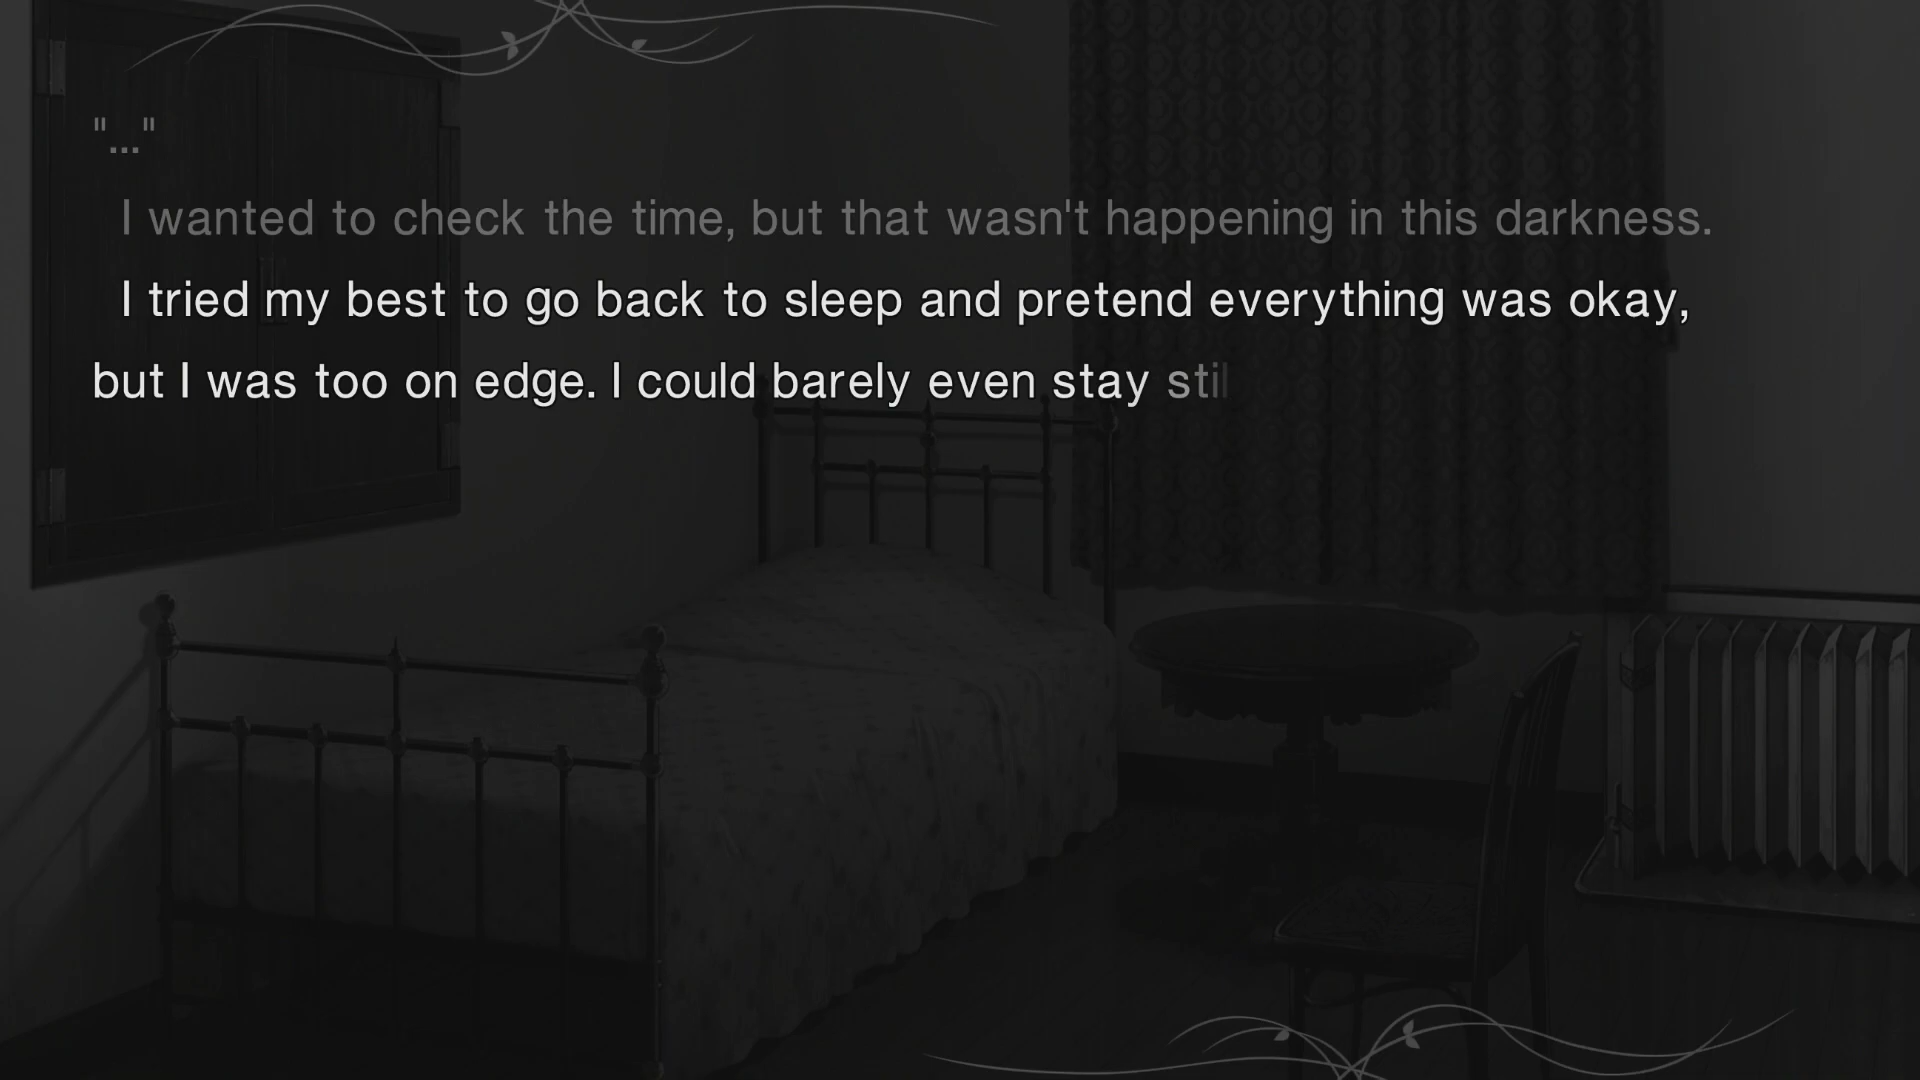 "..."
I wanted to check the time, but that wasn't happening in this darkness.
I tried my best to go back to sleep and pretend everything was okay,
but I was too on edge. I could barely even stay stil